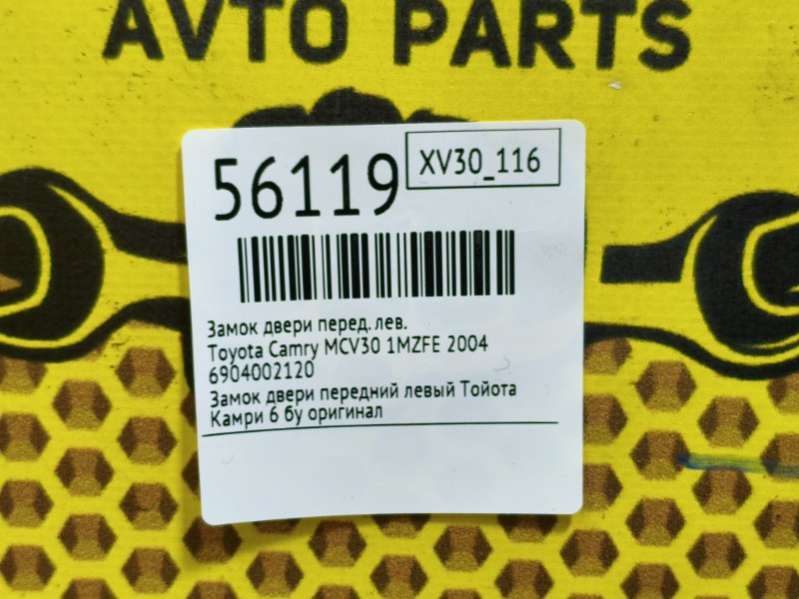 AVTO PARTS
56119
XV30_116
Замок двери перед. лев.
Toyota Camry MCV30 1MZFE 2004
6904002120
Замок двери передний левый Тойота
Камри 6 бу оригинал